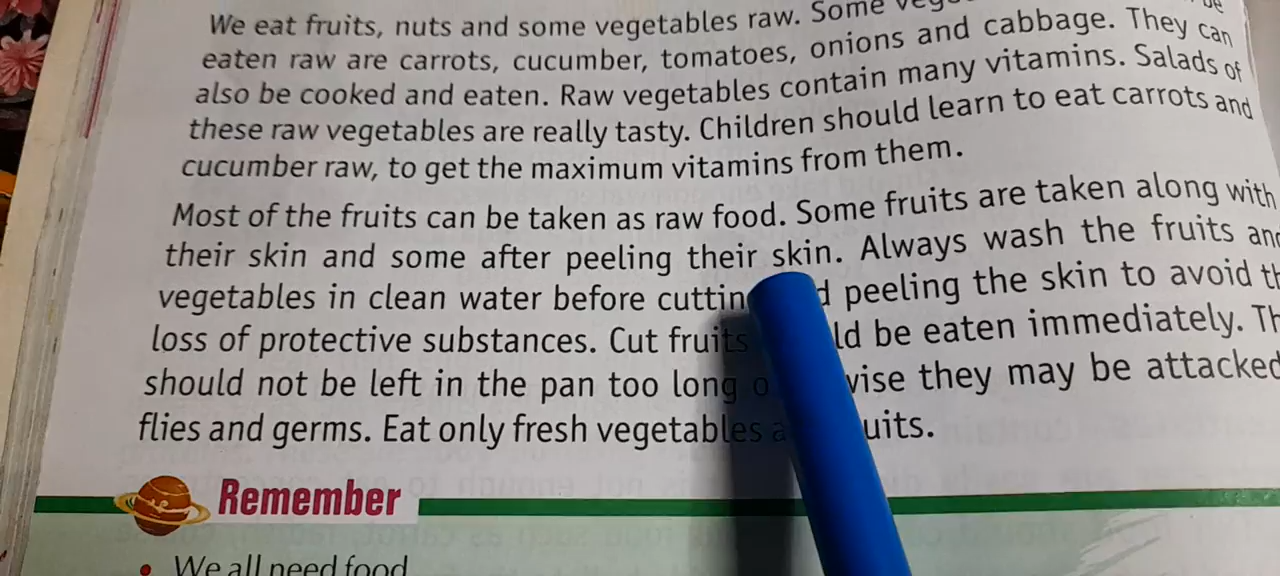 We eat fruits, nuts and some vegetables raw. Some
eaten raw are carrots, cucumber, tomatoes, onions and cabbage. They can
also be cooked and eaten. Raw vegetables contain many vitamins. Salads of
these raw vegetables are really tasty. Children should learn to eat carrots and
cucumber raw, to get the maximum vitamins from them.
Most of the fruits can be taken as raw food. Some fruits are taken along with
their skin and some after peeling their skin. Always wash the fruits
vegetables in clean water before peeling the skin to avoid
loss of protective substances. Cut fruits be eaten immediately.
should not be left in the pan too long they may be attacked
flies and germs. Eat only fresh vegetables
Remember
• We all need food